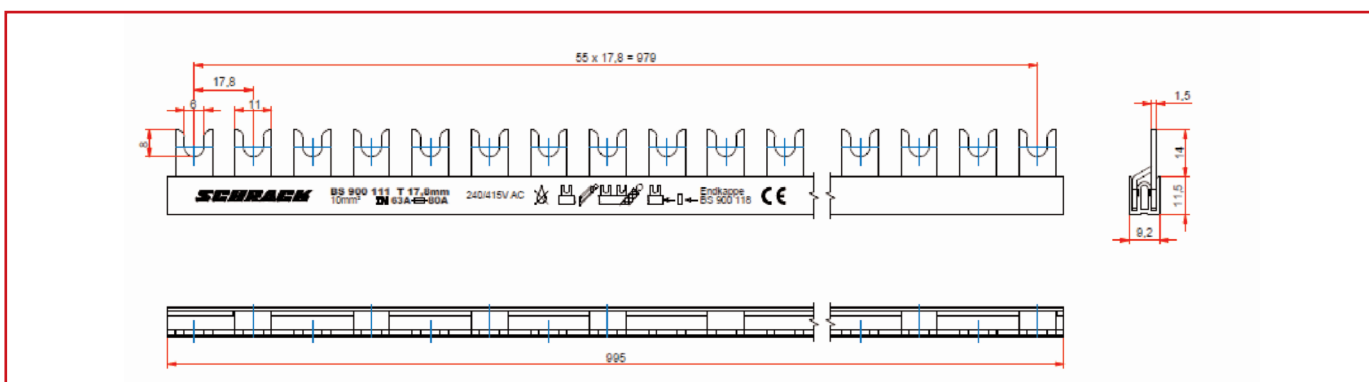 55 x 17,8 = 979
17,8
6
11
8
SCHRACK
BS 900 111 T 17,8mm
10mm² IN 63A 80A
240/415V AC
Endkappe
BS 900 118
CE
1,5
14
11,5
9,2
995